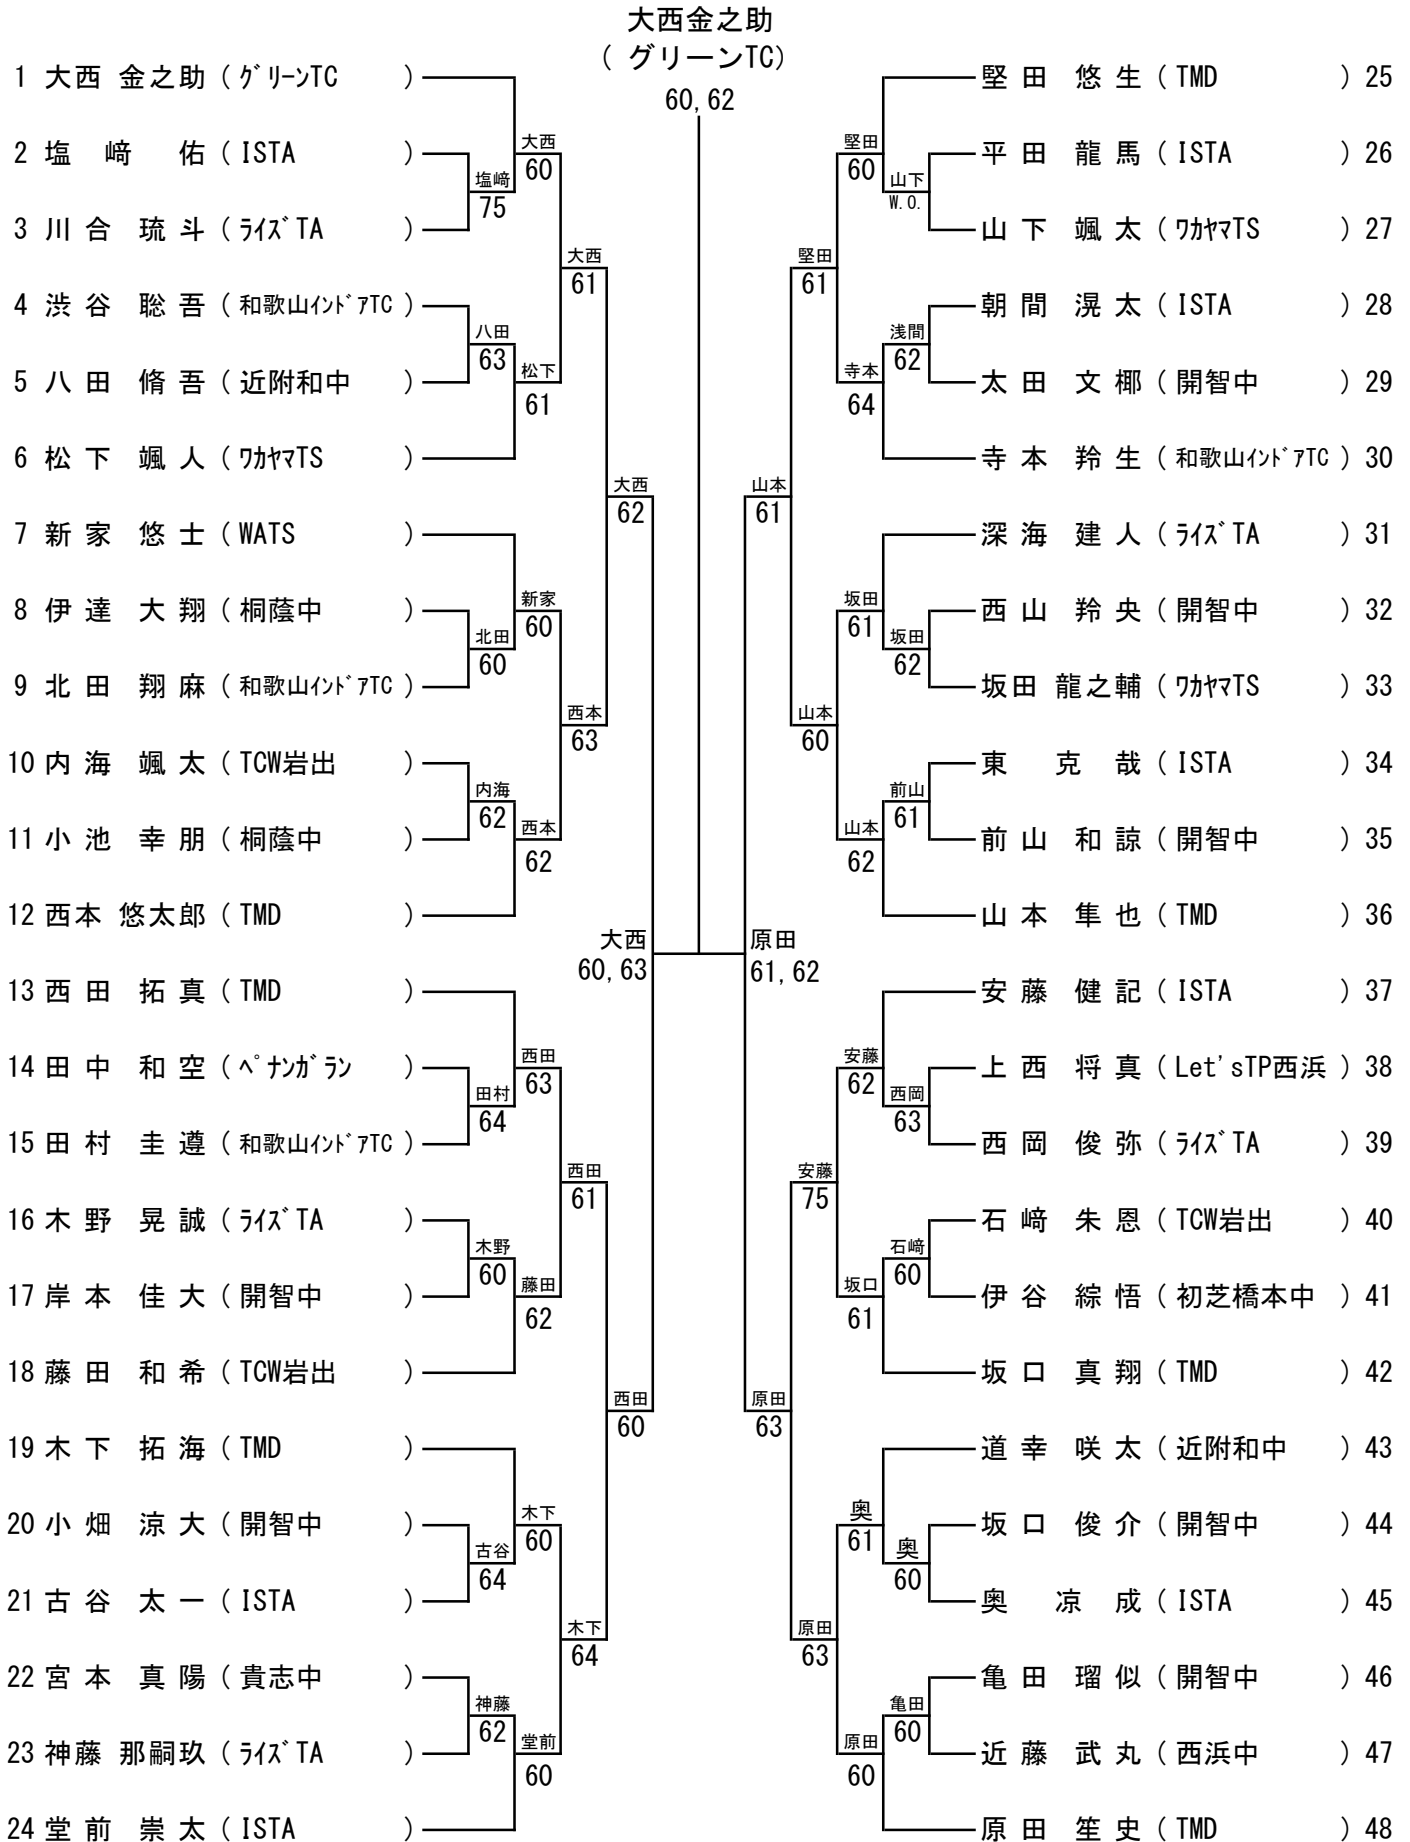 大西金之助
( グリーンTC)
60, 62
1 大西 金之助 ( グリーンTC )
2 塩﨑 佑 ( ISTA )
3 川合 琉斗 ( ライズTA )
4 渋谷 聡吾 ( 和歌山インドアTC )
5 八田 脩吾 ( 近附和中 )
6 松下 颯人 ( ワカヤマTS )
7 新家 悠士 ( WATS )
8 伊達 大翔 ( 桐蔭中 )
9 北田 翔麻 ( 和歌山インドアTC )
10 内海 颯太 ( TCW岩出 )
11 小池 幸朋 ( 桐蔭中 )
12 西本 悠太郎 ( TMD )
13 西田 拓真 ( TMD )
14 田中 和空 ( ペナンガラン )
15 田村 圭遵 ( 和歌山インドアTC )
16 木野 晃誠 ( ライズTA )
17 岸本 佳大 ( 開智中 )
18 藤田 和希 ( TCW岩出 )
19 木下 拓海 ( TMD )
20 小畑 涼大 ( 開智中 )
21 古谷 太一 ( ISTA )
22 宮本 真陽 ( 貴志中 )
23 神藤 那嗣玖 ( ライズTA )
24 堂前 崇太 ( ISTA )
塩﨑
75
八田
63
北田
60
内海
62
田村
64
木野
60
古谷
64
神藤
62
大西
60
松下
61
新家
60
西本
62
西田
63
藤田
62
木下
60
堂前
60
大西
61
西本
63
西田
61
木下
64
大西
62
西田
60
大西
60, 63
原田
61, 62
山本
61
原田
63
堅田
61
山本
60
安藤
75
原田
63
堅田
60
寺本
64
坂田
61
山本
62
安藤
62
坂口
61
奥
61
原田
60
山下
W.O.
浅間
62
坂田
62
前山
61
西岡
63
石﨑
60
奥
60
亀田
60
堅田 悠生 ( TMD ) 25
平田 龍馬 ( ISTA ) 26
山下 颯太 ( ワカヤマTS ) 27
朝間 滉太 ( ISTA ) 28
太田 文椰 ( 開智中 ) 29
寺本 羚生 ( 和歌山インドアTC ) 30
深海 建人 ( ライズTA ) 31
西山 羚央 ( 開智中 ) 32
坂田 龍之輔 ( ワカヤマTS ) 33
東 克哉 ( ISTA ) 34
前山 和諒 ( 開智中 ) 35
山本 隼也 ( TMD ) 36
安藤 健記 ( ISTA ) 37
上西 将真 ( Let'sTP西浜 ) 38
西岡 俊弥 ( ライズTA ) 39
石﨑 朱恩 ( TCW岩出 ) 40
伊谷 綜悟 ( 初芝橋本中 ) 41
坂口 真翔 ( TMD ) 42
道幸 咲太 ( 近附和中 ) 43
坂口 俊介 ( 開智中 ) 44
奥 凉成 ( ISTA ) 45
亀田 瑠似 ( 開智中 ) 46
近藤 武丸 ( 西浜中 ) 47
原田 笙史 ( TMD ) 48